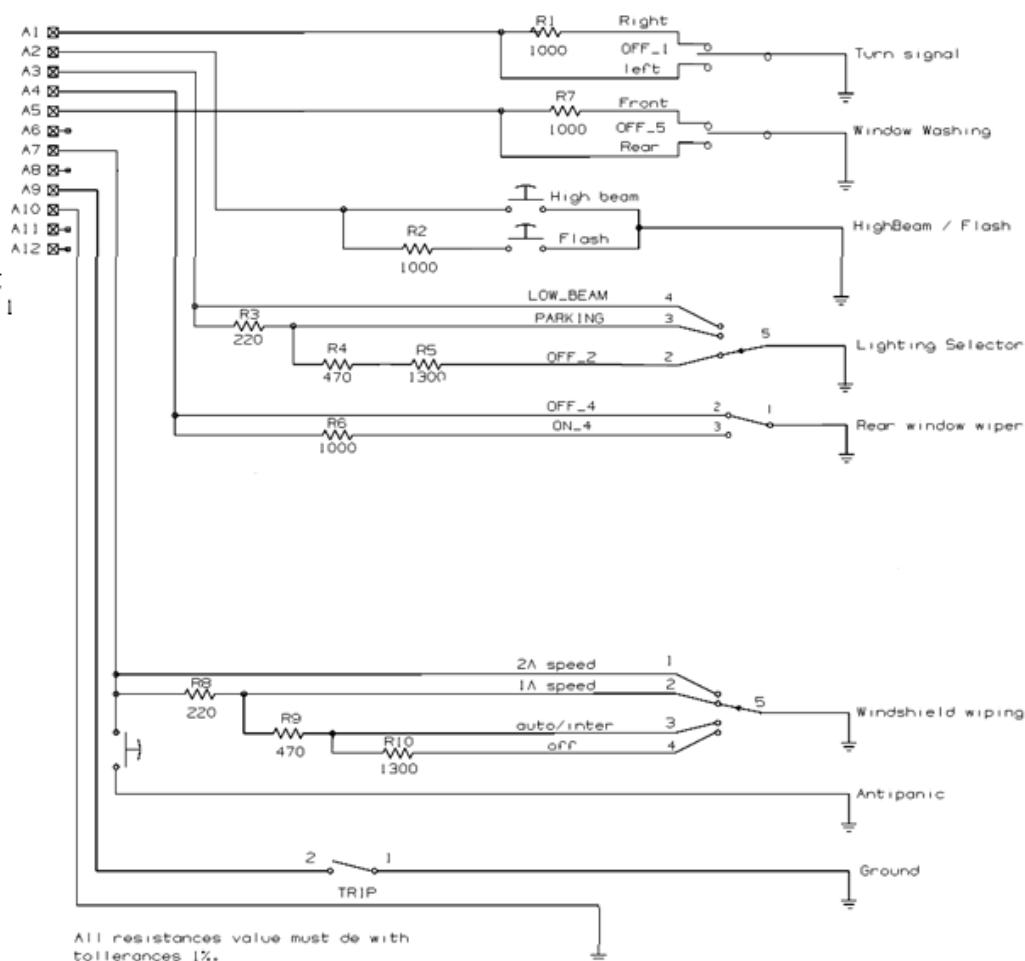 A1
A2
A3
A4
A5
A6
A7
A8
A9
A10
A11
A12
1
R1
1000
Right
OFF_1
left
Turn signal
R7
1000
Front
OFF_5
Rear
Window Washing
High beam
R2
1000
Flash
HighBeam / Flash
LOW_BEAM 4
R3
220
PARKING 3
R4
470
R5
1300
OFF_2 2
5
Lighting Selector
OFF_4 2
1
R6
1000
ON_4 3
Rear window wiper
2A speed 1
R8
220
1A speed 2
5
Windshield wiping
R9
470
auto/inter 3
R10
1300
off 4
Antipanic
2 1
TRIP
Ground
All resistances value must de with
tollerances 1%.